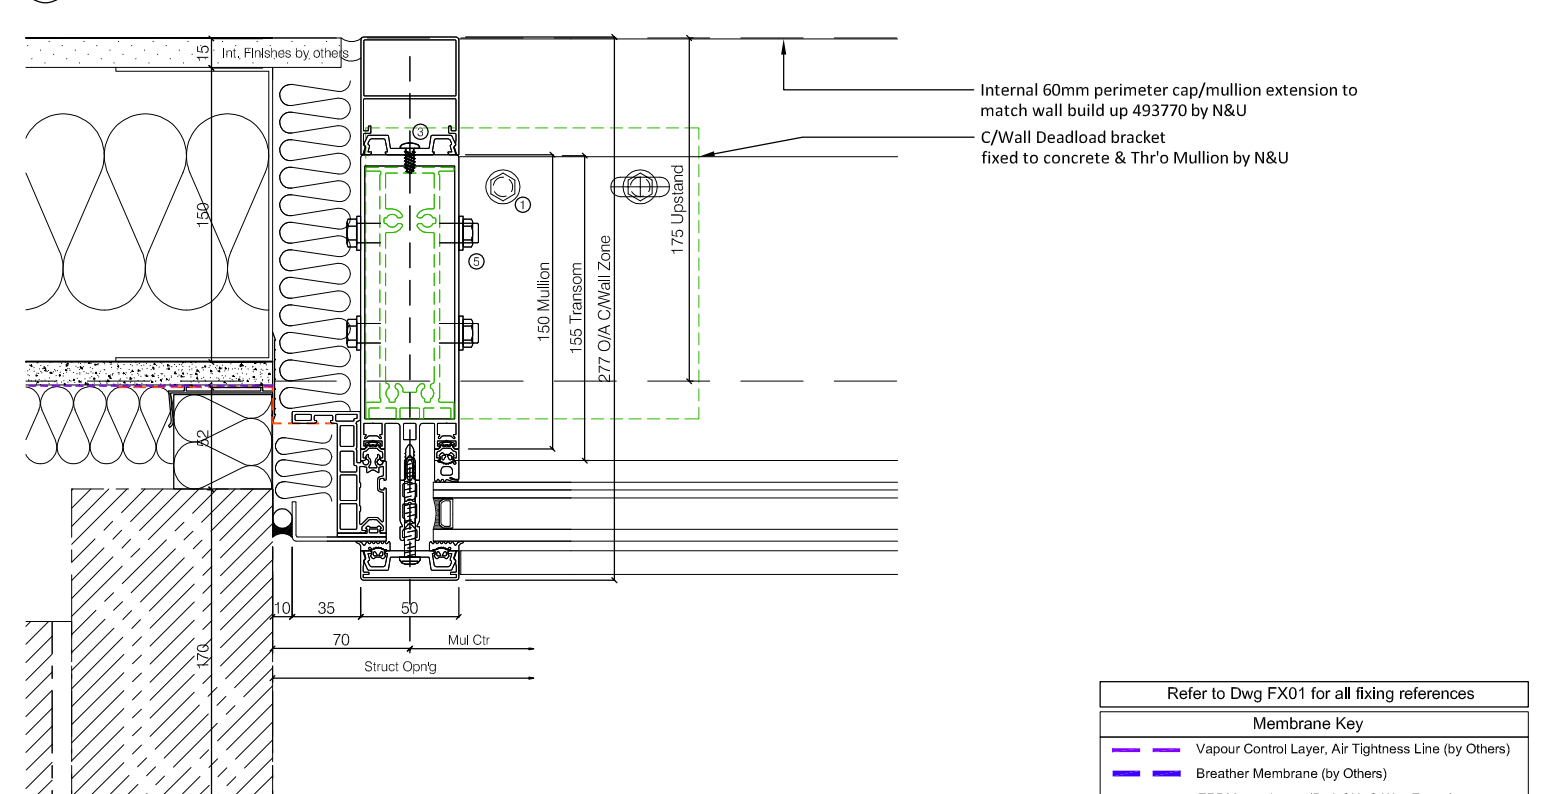 15
Int. Finishes by others
Internal 60mm perimeter cap/mullion extension to
match wall build up 493770 by N&U
C/Wall Deadload bracket
fixed to concrete & Thr'o Mullion by N&U
3
1
5
150
150 Mullion
155 Transom
277 O/A C/Wall Zone
175 Upstand
52
170
10
35
50
70
Mul Ctr
Struct Opn'g
Refer to Dwg FX01 for all fixing references
Membrane Key
Vapour Control Layer, Air Tightness Line (by Others)
Breather Membrane (by Others)